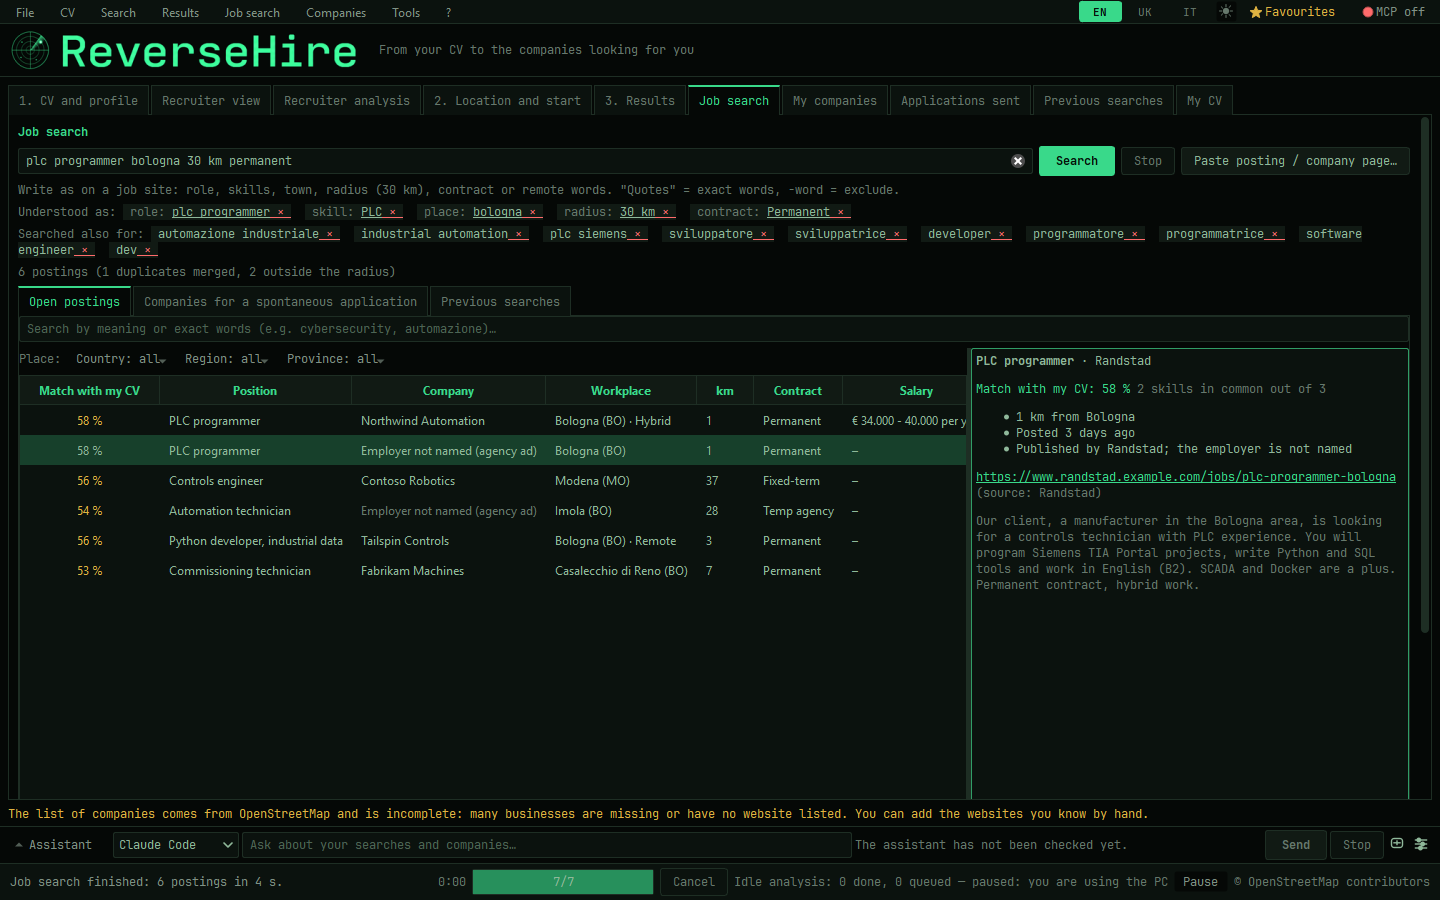 File CV Search Results Job search Companies Tools ? EN UK IT Favourites MCP off
ReverseHire From your CV to the companies looking for you
1. CV and profile Recruiter view Recruiter analysis 2. Location and start 3. Results Job search My companies Applications sent Previous searches My CV
Job search
plc programmer bologna 30 km permanent Search Stop Paste posting / company page…
Write as on a job site: role, skills, town, radius (30 km), contract or remote words. "Quotes" = exact words, -word = exclude.
Understood as: role: plc programmer × skill: PLC × place: bologna × radius: 30 km × contract: Permanent ×
Searched also for: automazione industriale × industrial automation × plc siemens × sviluppatore × sviluppatrice × developer × programmatore × programmatrice × software
engineer × dev ×
6 postings (1 duplicates merged, 2 outside the radius)
Open postings Companies for a spontaneous application Previous searches
Search by meaning or exact words (e.g. cybersecurity, automazione)…
Place: Country: all Region: all Province: all
Match with my CV Position Company Workplace km Contract Salary
58 % PLC programmer Northwind Automation Bologna (BO) · Hybrid 1 Permanent € 34.000 - 40.000 per y
58 % PLC programmer Employer not named (agency ad) Bologna (BO) 1 Permanent –
56 % Controls engineer Contoso Robotics Modena (MO) 37 Fixed-term –
54 % Automation technician Employer not named (agency ad) Imola (BO) 28 Temp agency –
56 % Python developer, industrial data Tailspin Controls Bologna (BO) · Remote 3 Permanent –
53 % Commissioning technician Fabrikam Machines Casalecchio di Reno (BO) 7 Permanent –
PLC programmer · Randstad
Match with my CV: 58 % 2 skills in common out of 3
• 1 km from Bologna
• Posted 3 days ago
• Published by Randstad; the employer is not named
https://www.randstad.example.com/jobs/plc-programmer-bologna
(source: Randstad)
Our client, a manufacturer in the Bologna area, is looking
for a controls technician with PLC experience. You will
program Siemens TIA Portal projects, write Python and SQL
tools and work in English (B2). SCADA and Docker are a plus.
Permanent contract, hybrid work.
The list of companies comes from OpenStreetMap and is incomplete: many businesses are missing or have no website listed. You can add the websites you know by hand.
Assistant Claude Code Ask about your searches and companies… The assistant has not been checked yet. Send Stop
Job search finished: 6 postings in 4 s. 0:00 7/7 Cancel Idle analysis: 0 done, 0 queued — paused: you are using the PC Pause © OpenStreetMap contributors